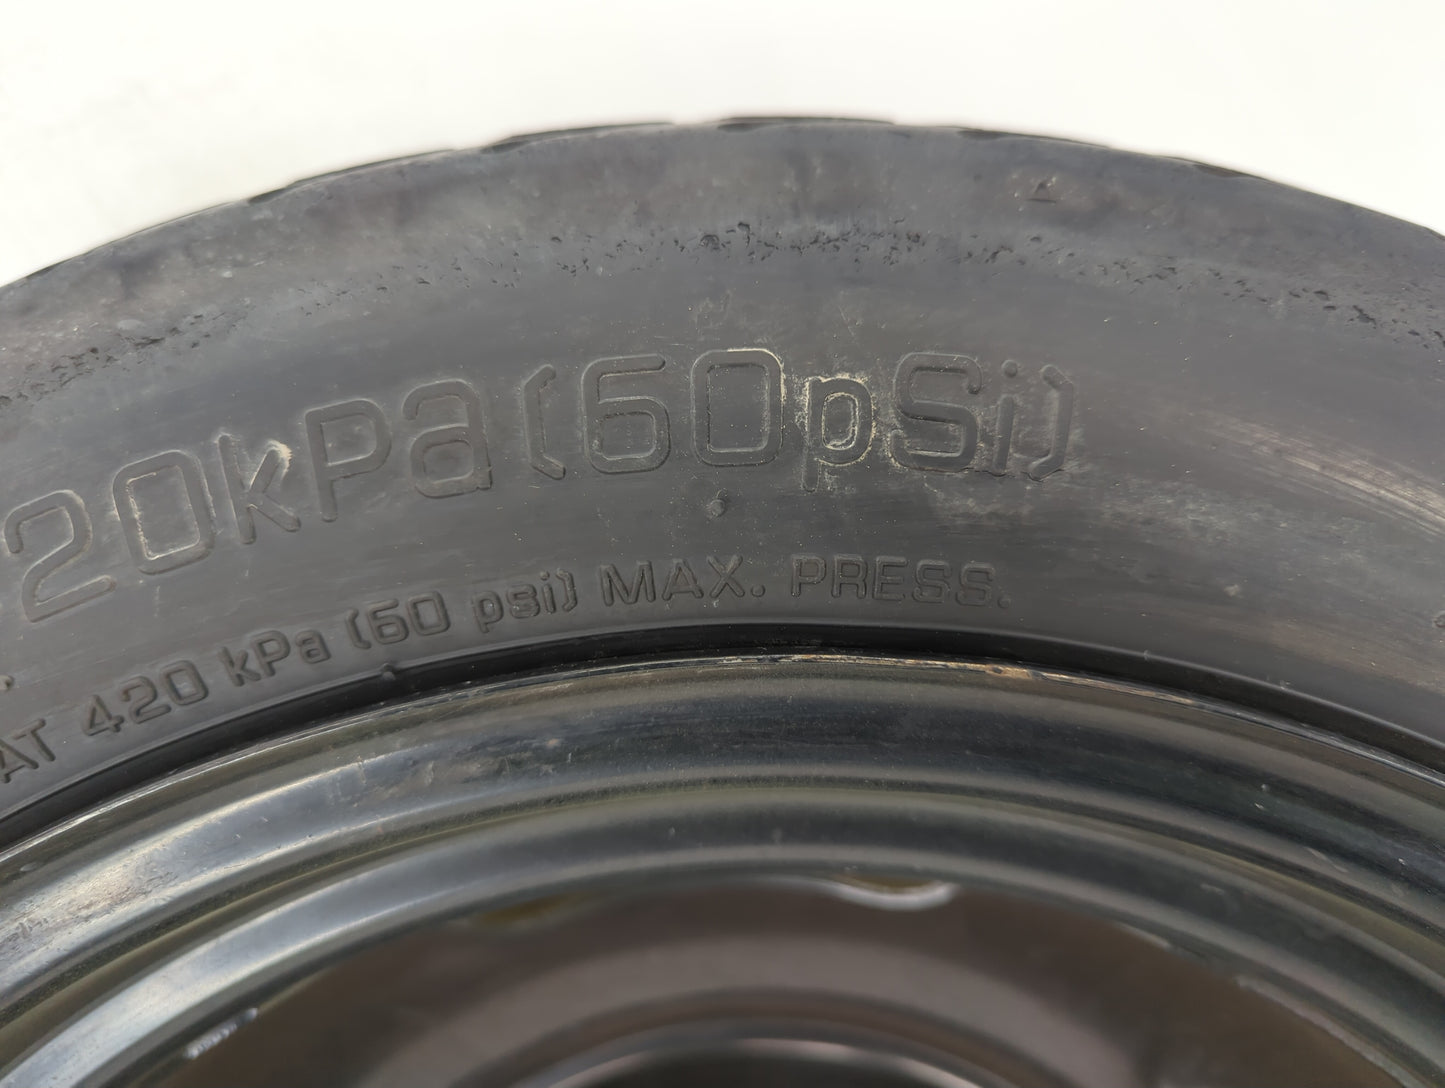 20kPa(60pSi)
AT 420 kPa (60 psi) MAX. PRESS.